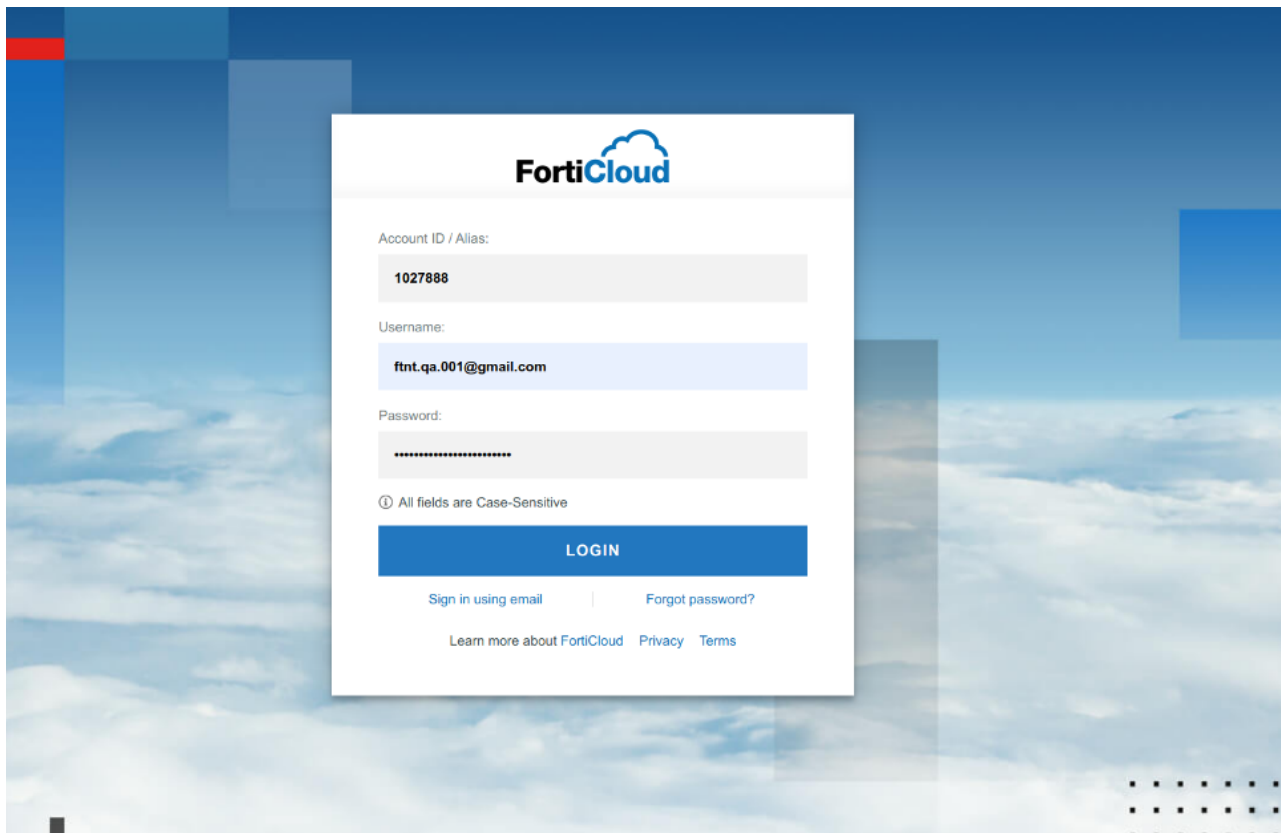 FortiCloud
Account ID / Alias:
1027888
Username:
ftnt.qa.001@gmail.com
Password:
••••••••••••••••••••••••
All fields are Case-Sensitive
LOGIN
Sign in using email Forgot password?
Learn more about FortiCloud Privacy Terms